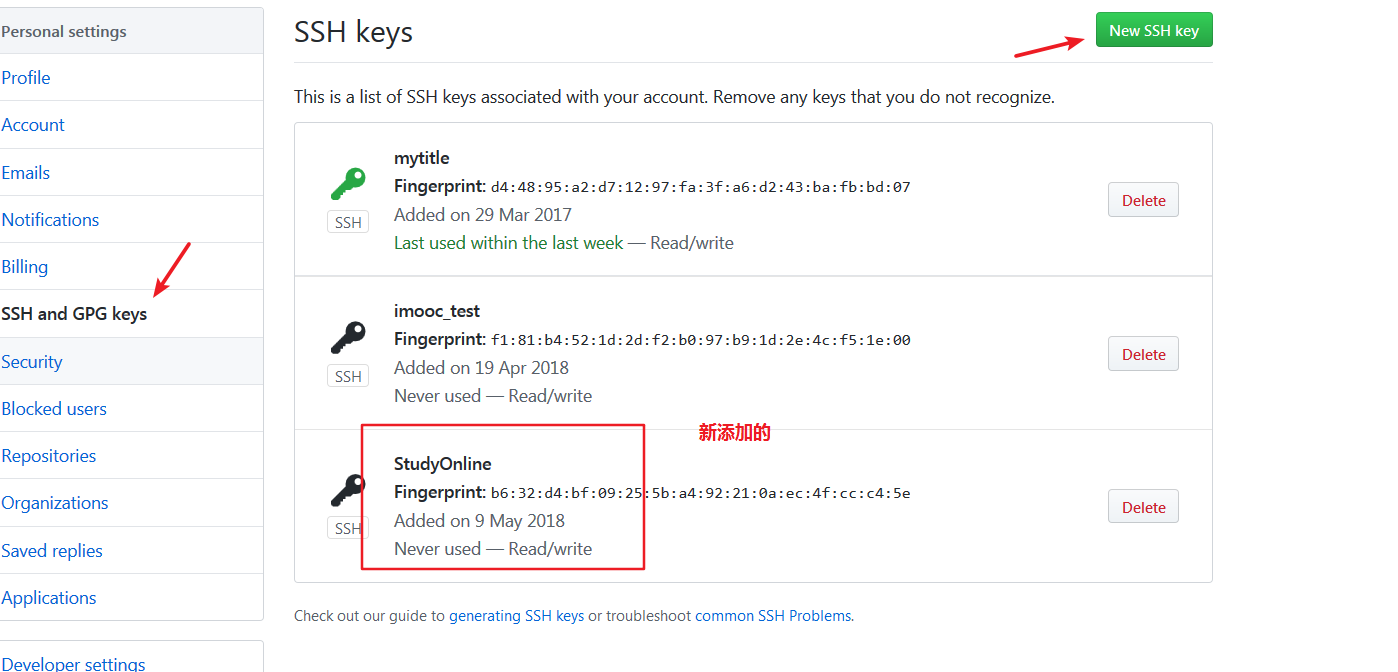 Personal settings
Profile
Account
Emails
Notifications
Billing
SSH and GPG keys
Security
Blocked users
Repositories
Organizations
Saved replies
Applications
Developer settings
SSH keys
New SSH key
This is a list of SSH keys associated with your account. Remove any keys that you do not recognize.
mytitle
Fingerprint: d4:48:95:a2:d7:12:97:fa:3f:a6:d2:43:ba:fb:bd:07
SSH
Added on 29 Mar 2017
Last used within the last week — Read/write
Delete
imooc_test
Fingerprint: f1:81:b4:52:1d:2d:f2:b0:97:b9:1d:2e:4c:f5:1e:00
SSH
Added on 19 Apr 2018
Never used — Read/write
Delete
新添加的
StudyOnline
Fingerprint: b6:32:d4:bf:09:25:5b:a4:92:21:0a:ec:4f:cc:c4:5e
SSH
Added on 9 May 2018
Never used — Read/write
Delete
Check out our guide to generating SSH keys or troubleshoot common SSH Problems.